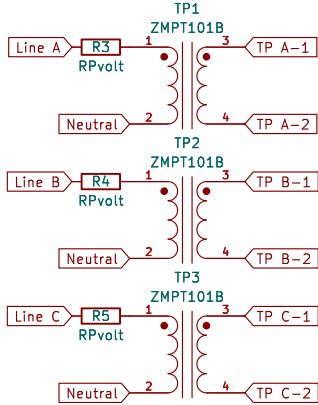 TP1
ZMPT101B
Line A R3 1 3 TP A-1
RPvolt
Neutral 2 4 TP A-2
TP2
ZMPT101B
Line B R4 1 3 TP B-1
RPvolt
Neutral 2 4 TP B-2
TP3
ZMPT101B
Line C R5 1 3 TP C-1
RPvolt
Neutral 2 4 TP C-2